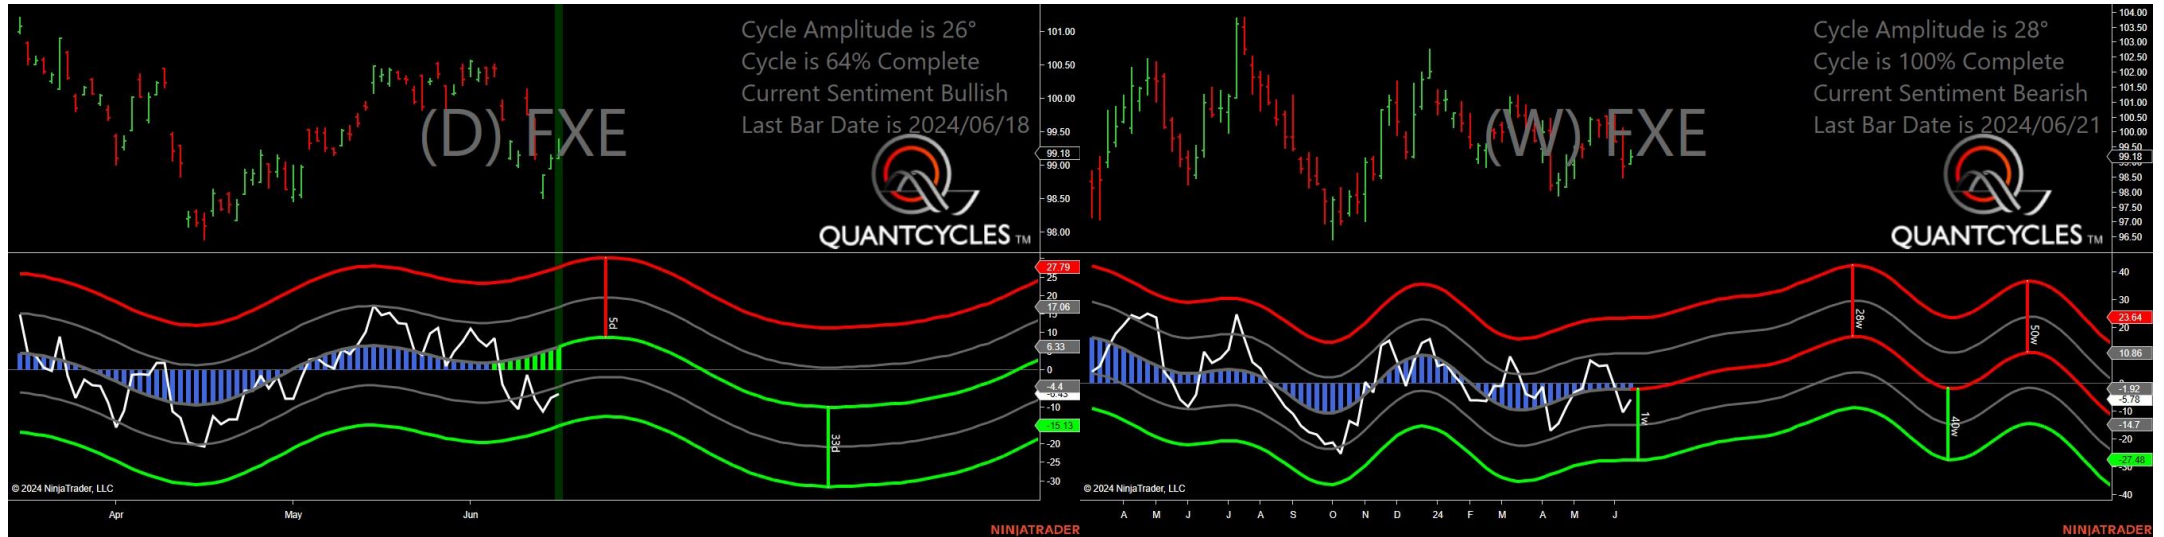 Cycle Amplitude is 26°
Cycle is 64% Complete
Current Sentiment Bullish
Last Bar Date is 2024/06/18
(D) FXE
QUANTCYCLES TM
101.00
100.50
100.00
99.50
99.18
99.00
98.50
98.00
27.79
20
17.06
15
10
6.33
0
-4.4
-10
-15.13
-20
-25
-30
5d
33d
© 2024 NinjaTrader, LLC
Apr
May
Jun
NINJATRADER
Cycle Amplitude is 28°
Cycle is 100% Complete
Current Sentiment Bearish
Last Bar Date is 2024/06/21
(W) FXE
QUANTCYCLES TM
104.00
103.50
103.00
102.50
102.00
101.50
101.00
100.50
100.00
99.50
99.18
98.50
98.00
97.50
97.00
96.50
40
30
23.64
20
10.86
-1.92
-5.78
-10
-14.7
-20
-27.48
-40
1w
28w
40w
50w
© 2024 NinjaTrader, LLC
A M J J A S O N D 24 F M A M J
NINJATRADER